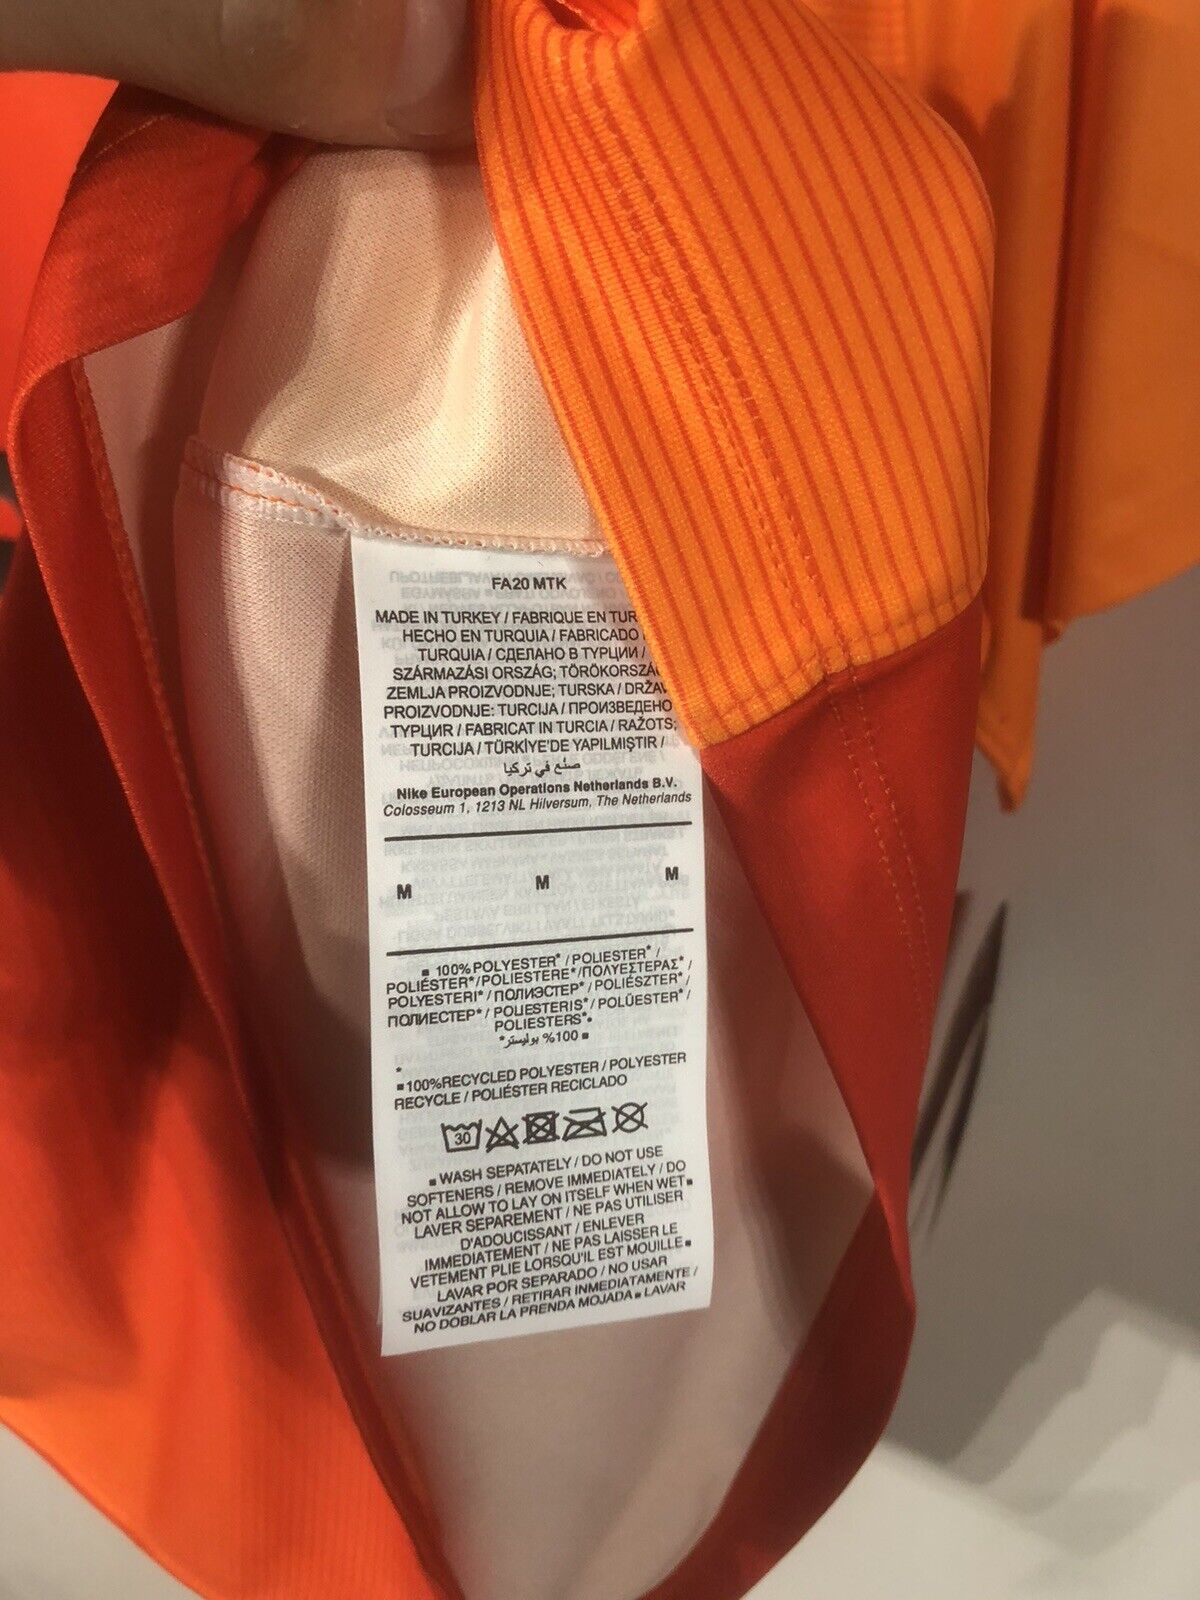 FA20 MTK
MADE IN TURKEY / FABRIQUE EN TUR
HECHO EN TURQUIA / FABRICADO
TURQUIA / СДЕЛАНО В ТУРЦИИ /
SZÁRMAZÁSI ORSZÁG; TÖRÖKORSZÁ
ZEMLJA PROIZVODNJE; TURSKA / DRŽAV
PROIZVODNJE: TURCIJA / ПРОИЗВЕДЕНО
ТУРЦИЯ / FABRICAT IN TURCIA / RAŽOTS;
TURCIJA / TÜRKİYE'DE YAPILMIŞTIR /
صنع في تركيا
Nike European Operations Netherlands B.V.
Colosseum 1, 1213 NL Hilversum, The Netherlands
M M M
▪ 100% POLYESTER* / POLIESTER* /
POLIÉSTER*/POLIESTERE*/ΠΟΛΥΕΣΤΕΡΑΣ* /
POLYESTERI* / ПОЛИЭСТЕР* / POLIÉSZTER* /
ПОЛИЕСТЕР* / POLIESTERIS* / POLÜESTER* /
POLIESTERS*▪
*بوليستر %100 ▪
*
▪100%RECYCLED POLYESTER / POLYESTER
RECYCLE / POLIÉSTER RECICLADO
30
▪ WASH SEPATATELY / DO NOT USE
SOFTENERS / REMOVE IMMEDIATELY / DO
NOT ALLOW TO LAY ON ITSELF WHEN WET▪
LAVER SEPAREMENT / NE PAS UTILISER
D'ADOUCISSANT / ENLEVER
IMMEDIATEMENT / NE PAS LAISSER LE
VETEMENT PLIE LORSQU'IL EST MOUILLE▪
LAVAR POR SEPARADO / NO USAR
SUAVIZANTES / RETIRAR INMEDIATAMENTE /
NO DOBLAR LA PRENDA MOJADA▪ LAVAR